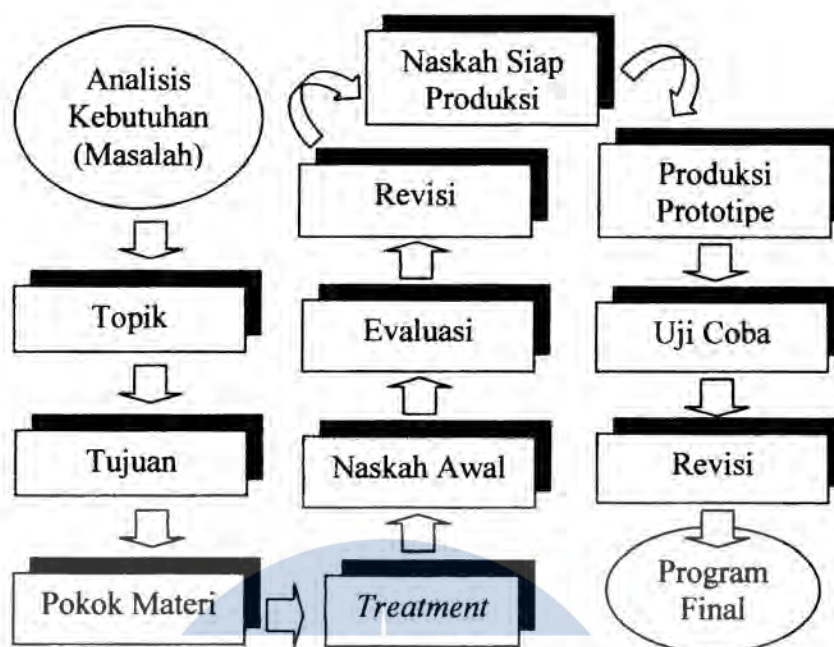 Analisis
Kebutuhan
(Masalah)
Topik
Tujuan
Pokok Materi
Treatment
Naskah Awal
Evaluasi
Revisi
Naskah Siap
Produksi
Produksi
Prototipe
Uji Coba
Revisi
Program
Final